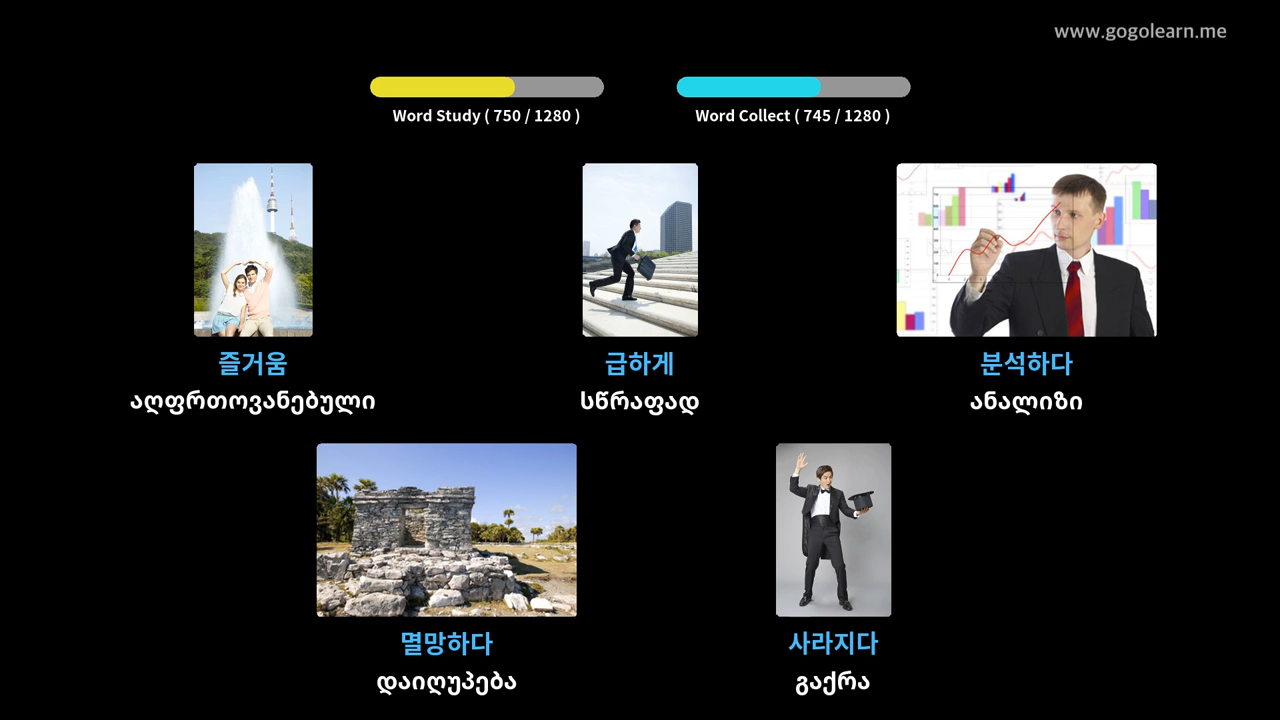 www.gogolearn.me
Word Study ( 750 / 1280 )
Word Collect ( 745 / 1280 )
즐거움
აღფრთოვანებული
급하게
სწრაფად
분석하다
ანალიზი
멸망하다
დაიღუპება
사라지다
გაქრა